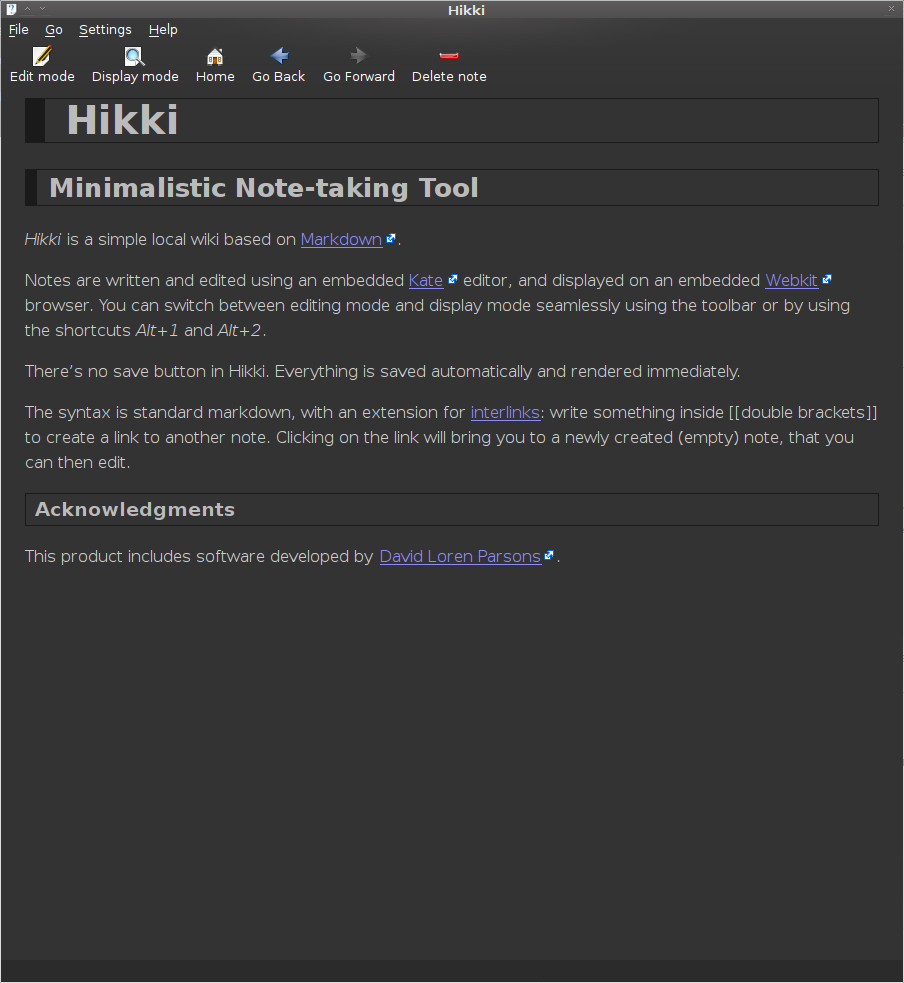 Hikki
File Go Settings Help
Edit mode Display mode Home Go Back Go Forward Delete note
Hikki
Minimalistic Note-taking Tool
Hikki is a simple local wiki based on Markdown.
Notes are written and edited using an embedded Kate editor, and displayed on an embedded Webkit
browser. You can switch between editing mode and display mode seamlessly using the toolbar or by using
the shortcuts Alt+1 and Alt+2.
There's no save button in Hikki. Everything is saved automatically and rendered immediately.
The syntax is standard markdown, with an extension for interlinks: write something inside [[double brackets]]
to create a link to another note. Clicking on the link will bring you to a newly created (empty) note, that you
can then edit.
Acknowledgments
This product includes software developed by David Loren Parsons.